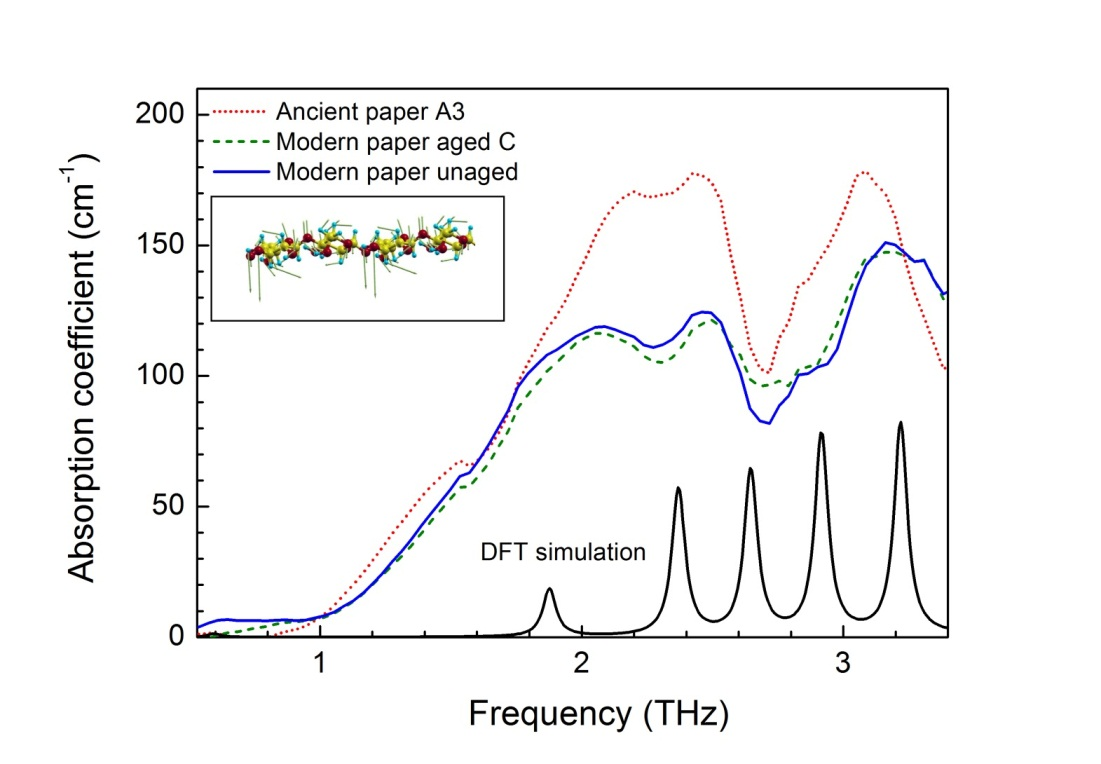 Absorption coefficient (cm-1)
200
150
100
50
0
Ancient paper A3
Modern paper aged C
Modern paper unaged
DFT simulation
1 2 3
Frequency (THz)